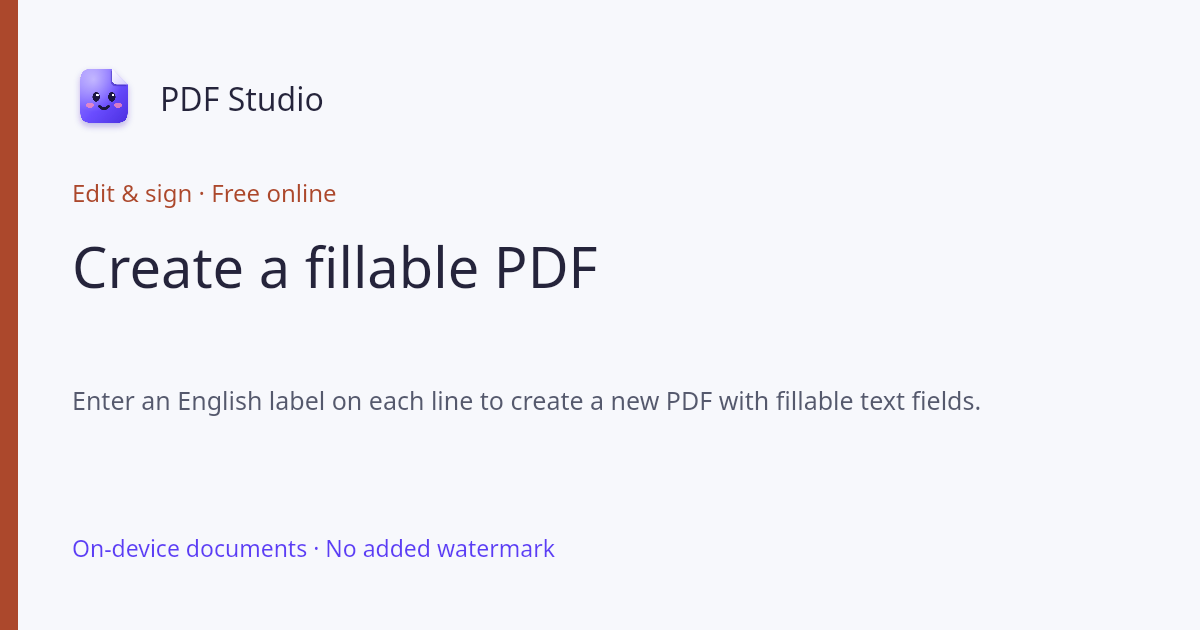 PDF Studio
Edit & sign · Free online
Create a fillable PDF
Enter an English label on each line to create a new PDF with fillable text fields.
On-device documents · No added watermark